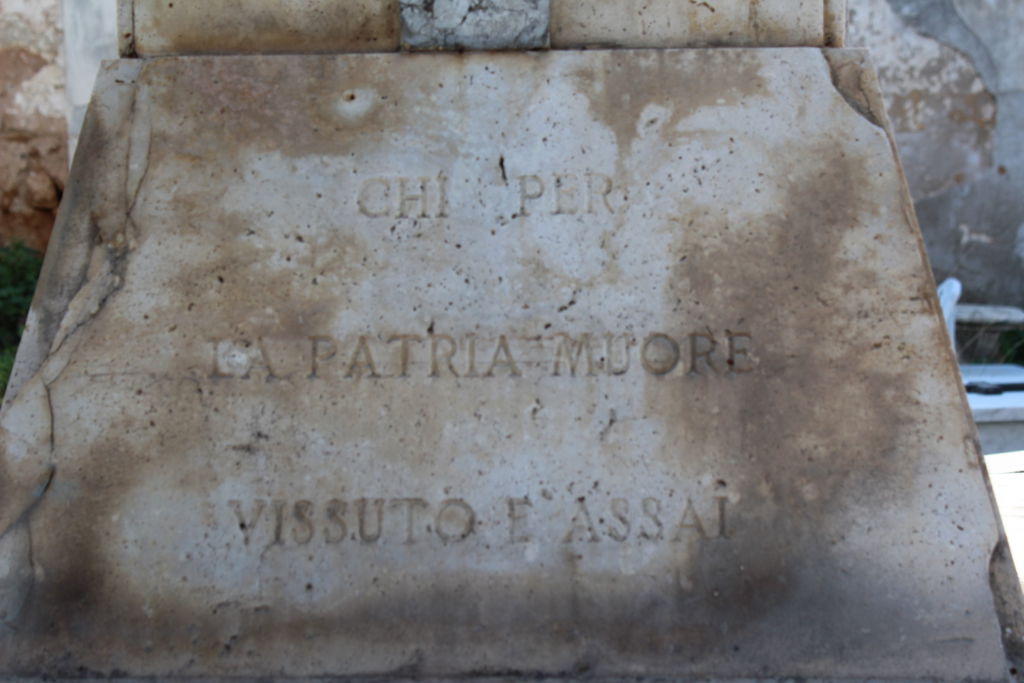 CHI PER
LA PATRIA MUORE
VISSUTO E ASSAI